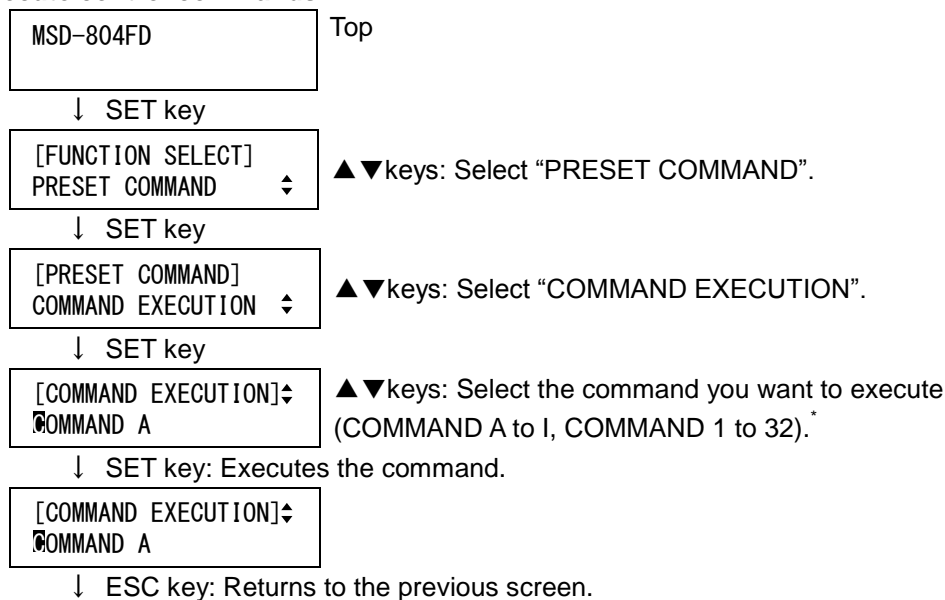 MSD-804FD
Top
↓ SET key
[FUNCTION SELECT]
PRESET COMMAND
▲▼keys: Select “PRESET COMMAND”.
↓ SET key
[PRESET COMMAND]
COMMAND EXECUTION
▲▼keys: Select “COMMAND EXECUTION”.
↓ SET key
[COMMAND EXECUTION]
COMMAND A
▲▼keys: Select the command you want to execute
(COMMAND A to I, COMMAND 1 to 32).*
↓ SET key: Executes the command.
[COMMAND EXECUTION]
COMMAND A
↓ ESC key: Returns to the previous screen.